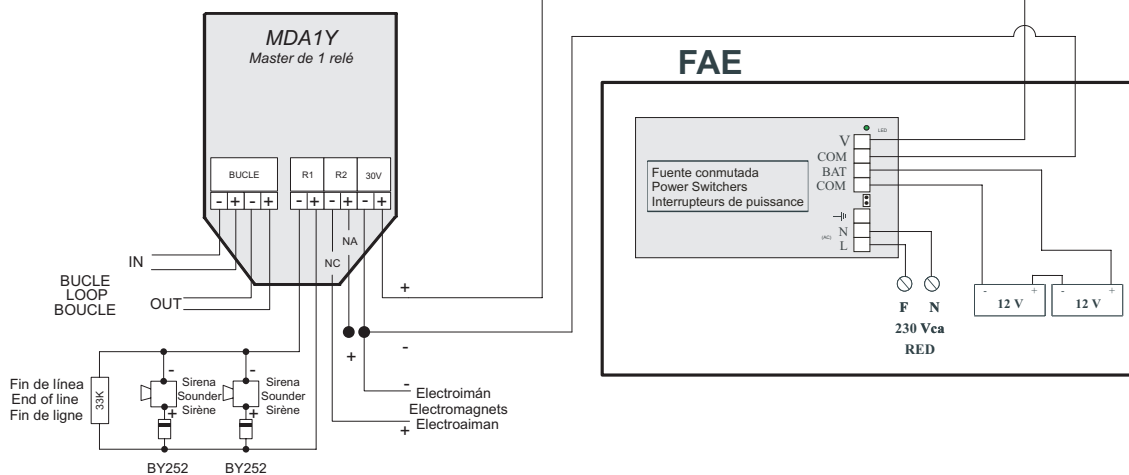 MDA1Y
Master de 1 relé
BUCLE
R1
R2
30V
- + - +
- + - + - +
NA
NC
IN
BUCLE
LOOP
BOUCLE
OUT
+
+
-
-
Electroimán
Electromagnets
Electroaiman
+
Fin de línea
End of line
Fin de ligne
33K
-
Sirena
Sounder
Sirène
+
-
Sirena
Sounder
Sirène
+
BY252
BY252
FAE
LED
V
COM
BAT
COM
Fuente conmutada
Power Switchers
Interrupteurs de puissance
(AC)
N
L
F
N
230 Vca
RED
- +
12 V
- +
12 V